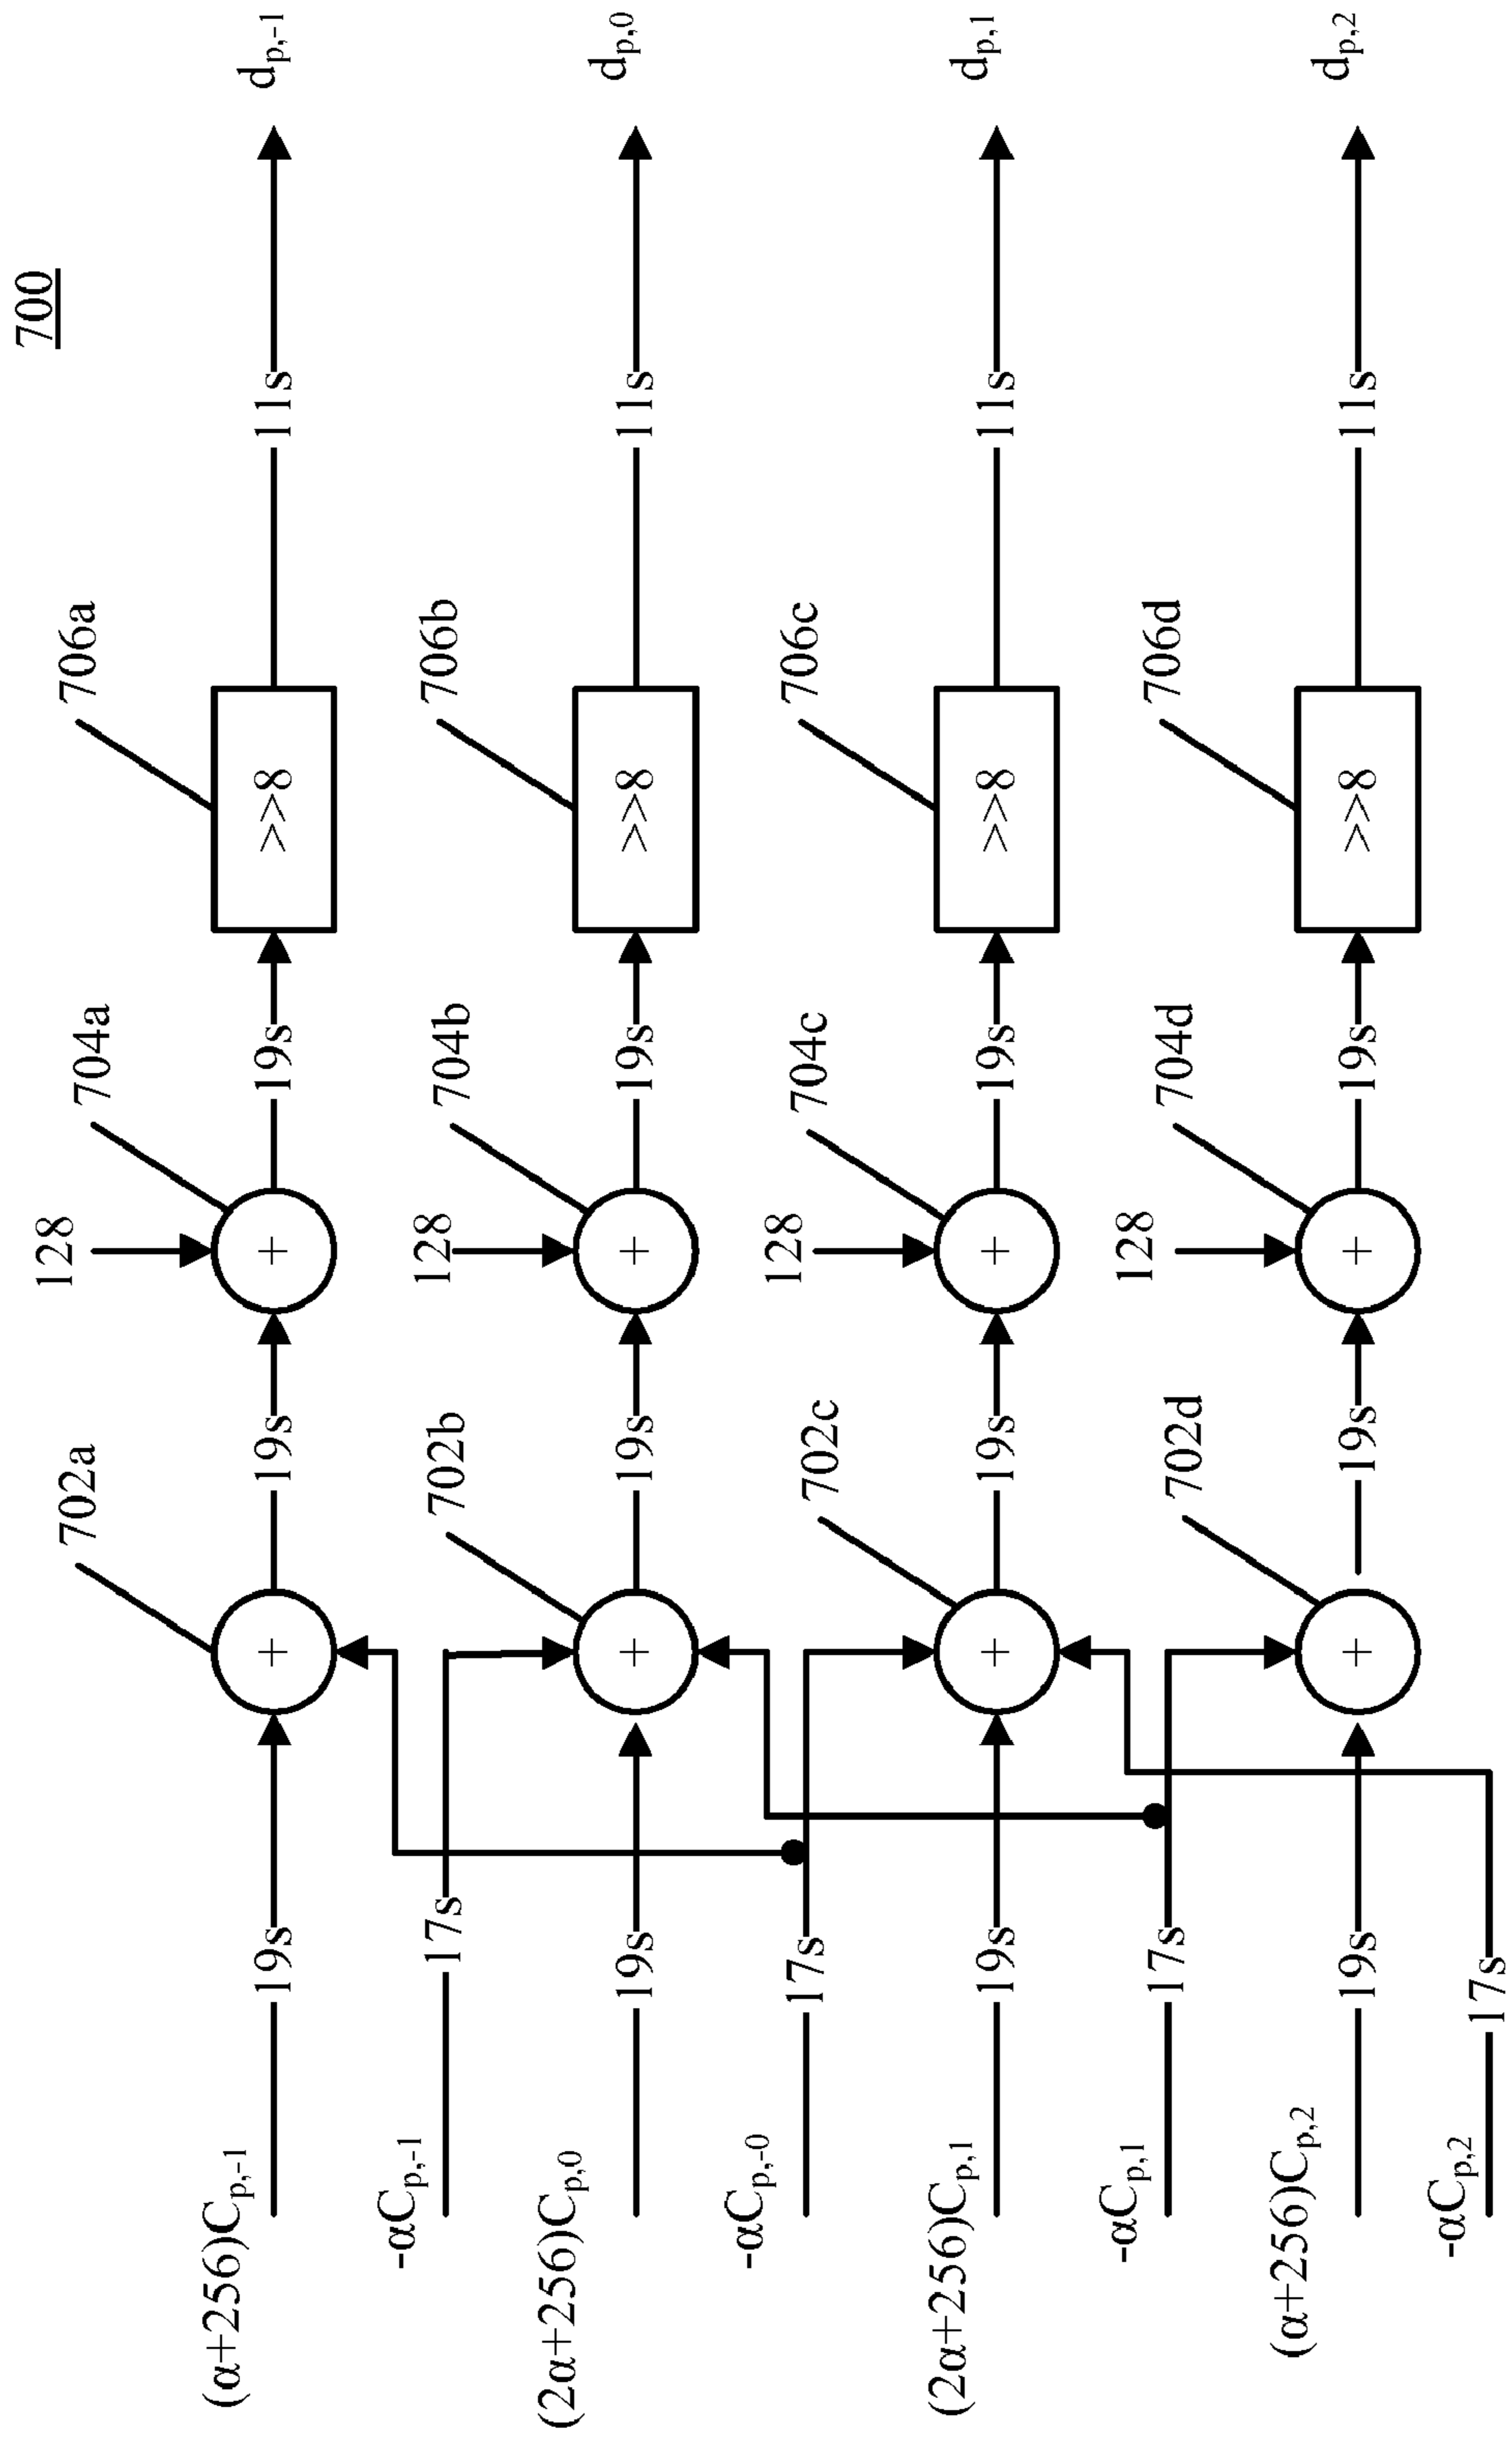 700
(α+256)C_{p,-1}
19s
702a
19s
128
704a
19s
706a
>>8
11s
d_{p,-1}
+
+
-αC_{p,-1}
17s
(2α+256)C_{p,0}
19s
702b
19s
128
704b
19s
706b
>>8
11s
d_{p,0}
+
+
-αC_{p,-0}
17s
(2α+256)C_{p,1}
19s
702c
19s
128
704c
19s
706c
>>8
11s
d_{p,1}
+
+
-αC_{p,1}
17s
(α+256)C_{p,2}
19s
702d
19s
128
704d
19s
706d
>>8
11s
d_{p,2}
+
+
-αC_{p,2}
17s